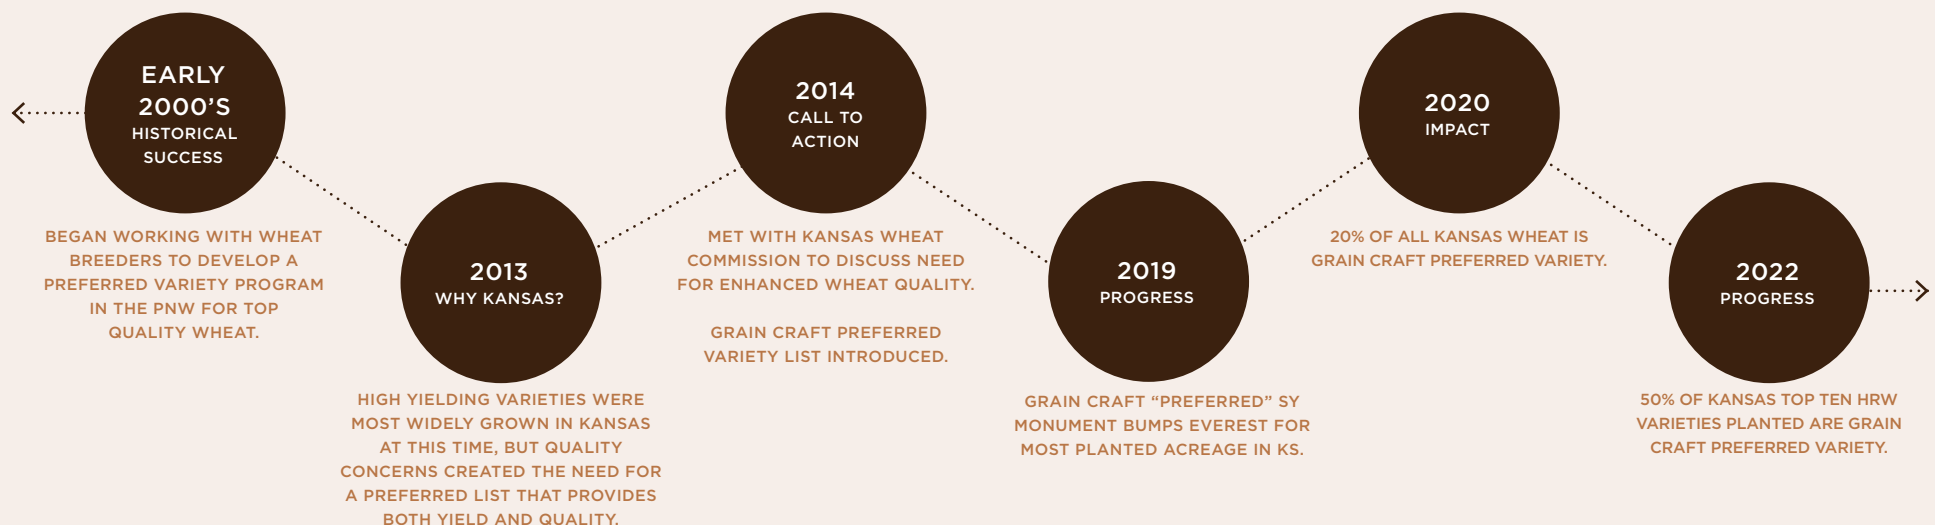 EARLY
2000'S
HISTORICAL
SUCCESS
BEGAN WORKING WITH WHEAT
BREEDERS TO DEVELOP A
PREFERRED VARIETY PROGRAM
IN THE PNW FOR TOP
QUALITY WHEAT.
2013
WHY KANSAS?
HIGH YIELDING VARIETIES WERE
MOST WIDELY GROWN IN KANSAS
AT THIS TIME, BUT QUALITY
CONCERNS CREATED THE NEED FOR
A PREFERRED LIST THAT PROVIDES
BOTH YIELD AND QUALITY.
2014
CALL TO
ACTION
MET WITH KANSAS WHEAT
COMMISSION TO DISCUSS NEED
FOR ENHANCED WHEAT QUALITY.
GRAIN CRAFT PREFERRED
VARIETY LIST INTRODUCED.
2019
PROGRESS
GRAIN CRAFT “PREFERRED” SY
MONUMENT BUMPS EVEREST FOR
MOST PLANTED ACREAGE IN KS.
2020
IMPACT
20% OF ALL KANSAS WHEAT IS
GRAIN CRAFT PREFERRED VARIETY.
2022
PROGRESS
50% OF KANSAS TOP TEN HRW
VARIETIES PLANTED ARE GRAIN
CRAFT PREFERRED VARIETY.